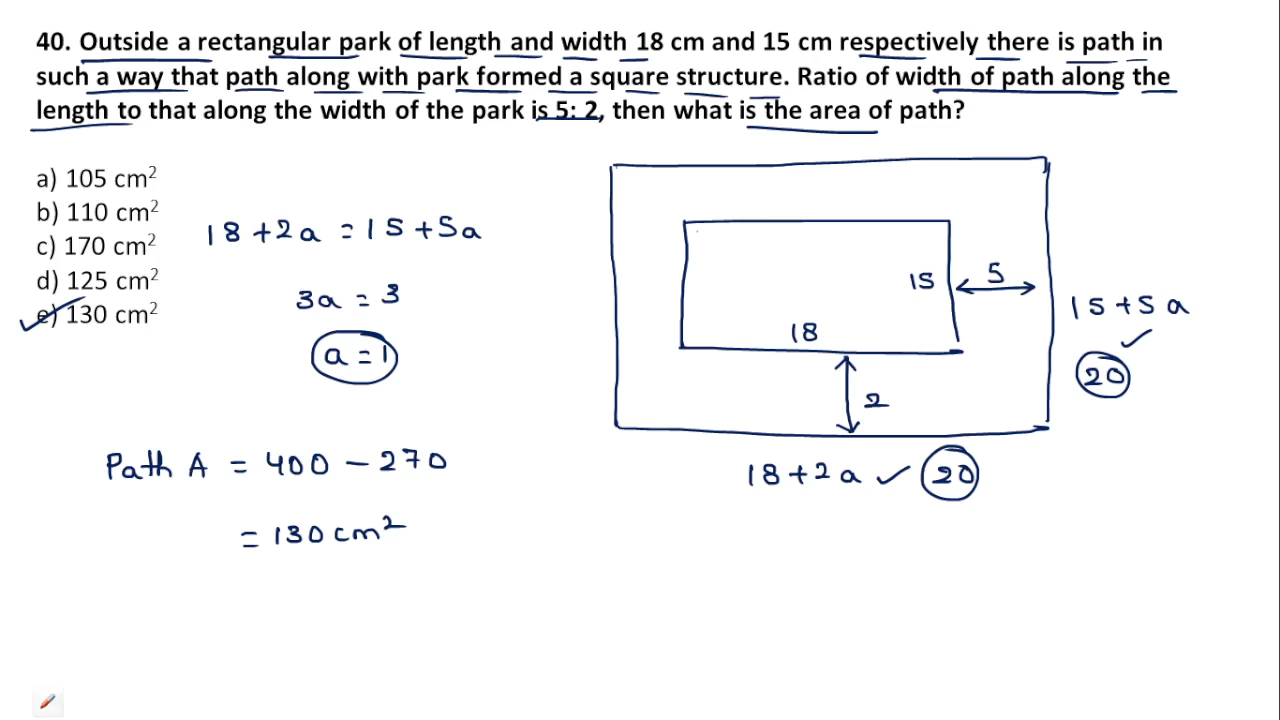 40. Outside a rectangular park of length and width 18 cm and 15 cm respectively there is path in
such a way that path along with park formed a square structure. Ratio of width of path along the
length to that along the width of the park is 5: 2, then what is the area of path?
a) 105 cm²
b) 110 cm²
c) 170 cm²
d) 125 cm²
e) 130 cm²
18 + 2a = 15 + 5a
3a = 3
a = 1
Path A = 400 - 270
= 130 cm²
15
5
18
2
15 + 5a
20
18 + 2a
20